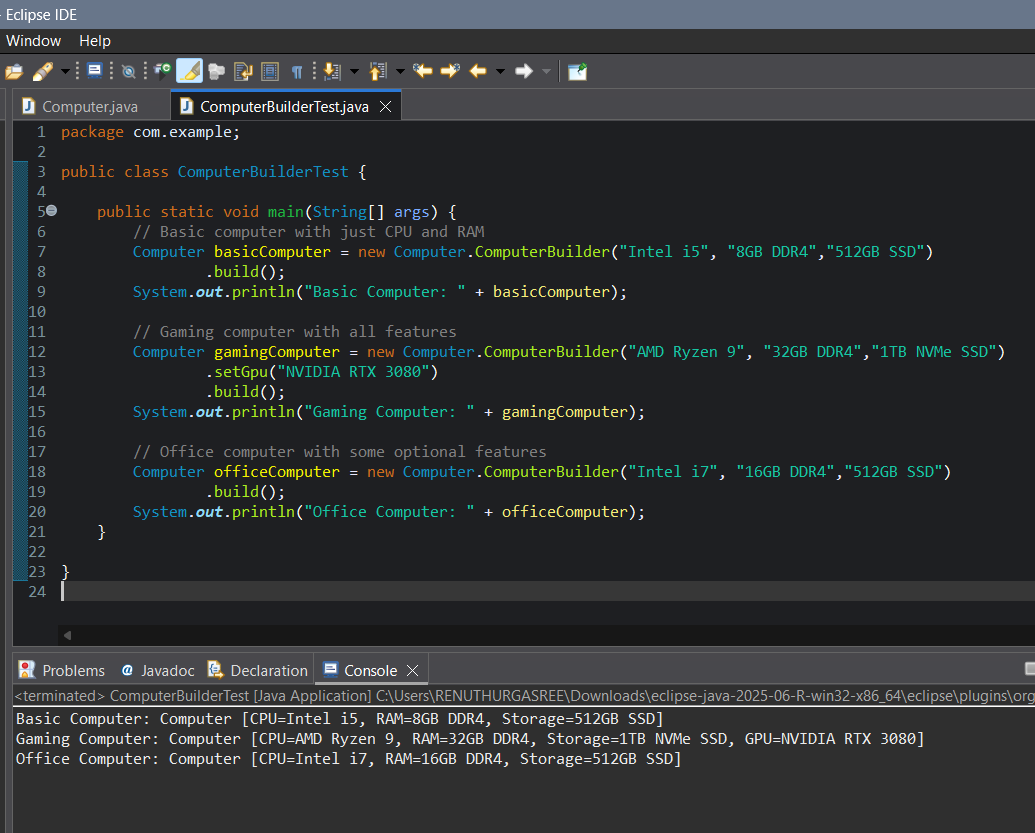 - Eclipse IDE
Window Help
Computer.java ComputerBuilderTest.java
1 package com.example;
2
3 public class ComputerBuilderTest {
4
5 public static void main(String[] args) {
6 // Basic computer with just CPU and RAM
7 Computer basicComputer = new Computer.ComputerBuilder("Intel i5", "8GB DDR4","512GB SSD")
8 .build();
9 System.out.println("Basic Computer: " + basicComputer);
10
11 // Gaming computer with all features
12 Computer gamingComputer = new Computer.ComputerBuilder("AMD Ryzen 9", "32GB DDR4","1TB NVMe SSD")
13 .setGpu("NVIDIA RTX 3080")
14 .build();
15 System.out.println("Gaming Computer: " + gamingComputer);
16
17 // Office computer with some optional features
18 Computer officeComputer = new Computer.ComputerBuilder("Intel i7", "16GB DDR4","512GB SSD")
19 .build();
20 System.out.println("Office Computer: " + officeComputer);
21 }
22
23 }
24
Problems @ Javadoc Declaration Console
<terminated> ComputerBuilderTest [Java Application] C:\Users\RENUTHURGASREE\Downloads\eclipse-java-2025-06-R-win32-x86_64\eclipse\plugins\org
Basic Computer: Computer [CPU=Intel i5, RAM=8GB DDR4, Storage=512GB SSD]
Gaming Computer: Computer [CPU=AMD Ryzen 9, RAM=32GB DDR4, Storage=1TB NVMe SSD, GPU=NVIDIA RTX 3080]
Office Computer: Computer [CPU=Intel i7, RAM=16GB DDR4, Storage=512GB SSD]